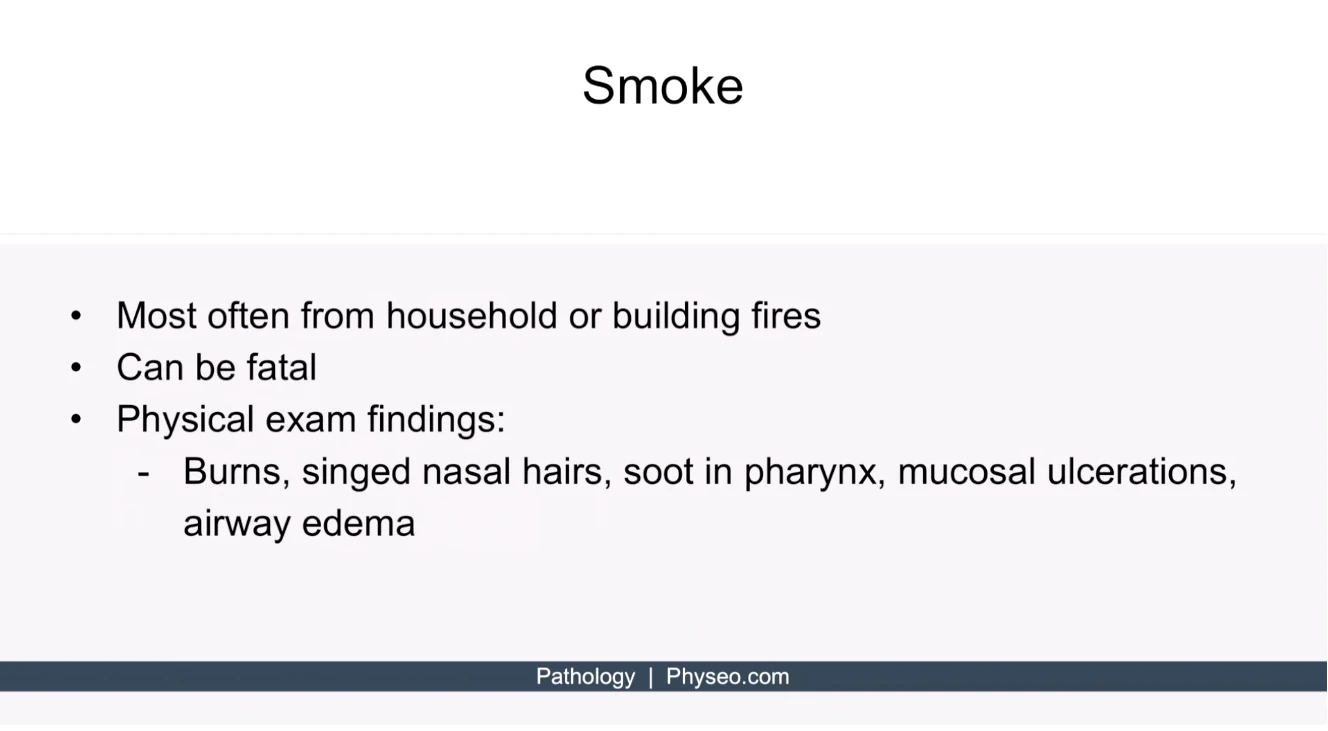 Smoke
• Most often from household or building fires
• Can be fatal
• Physical exam findings:
- Burns, singed nasal hairs, soot in pharynx, mucosal ulcerations,
airway edema
Pathology | Physeo.com